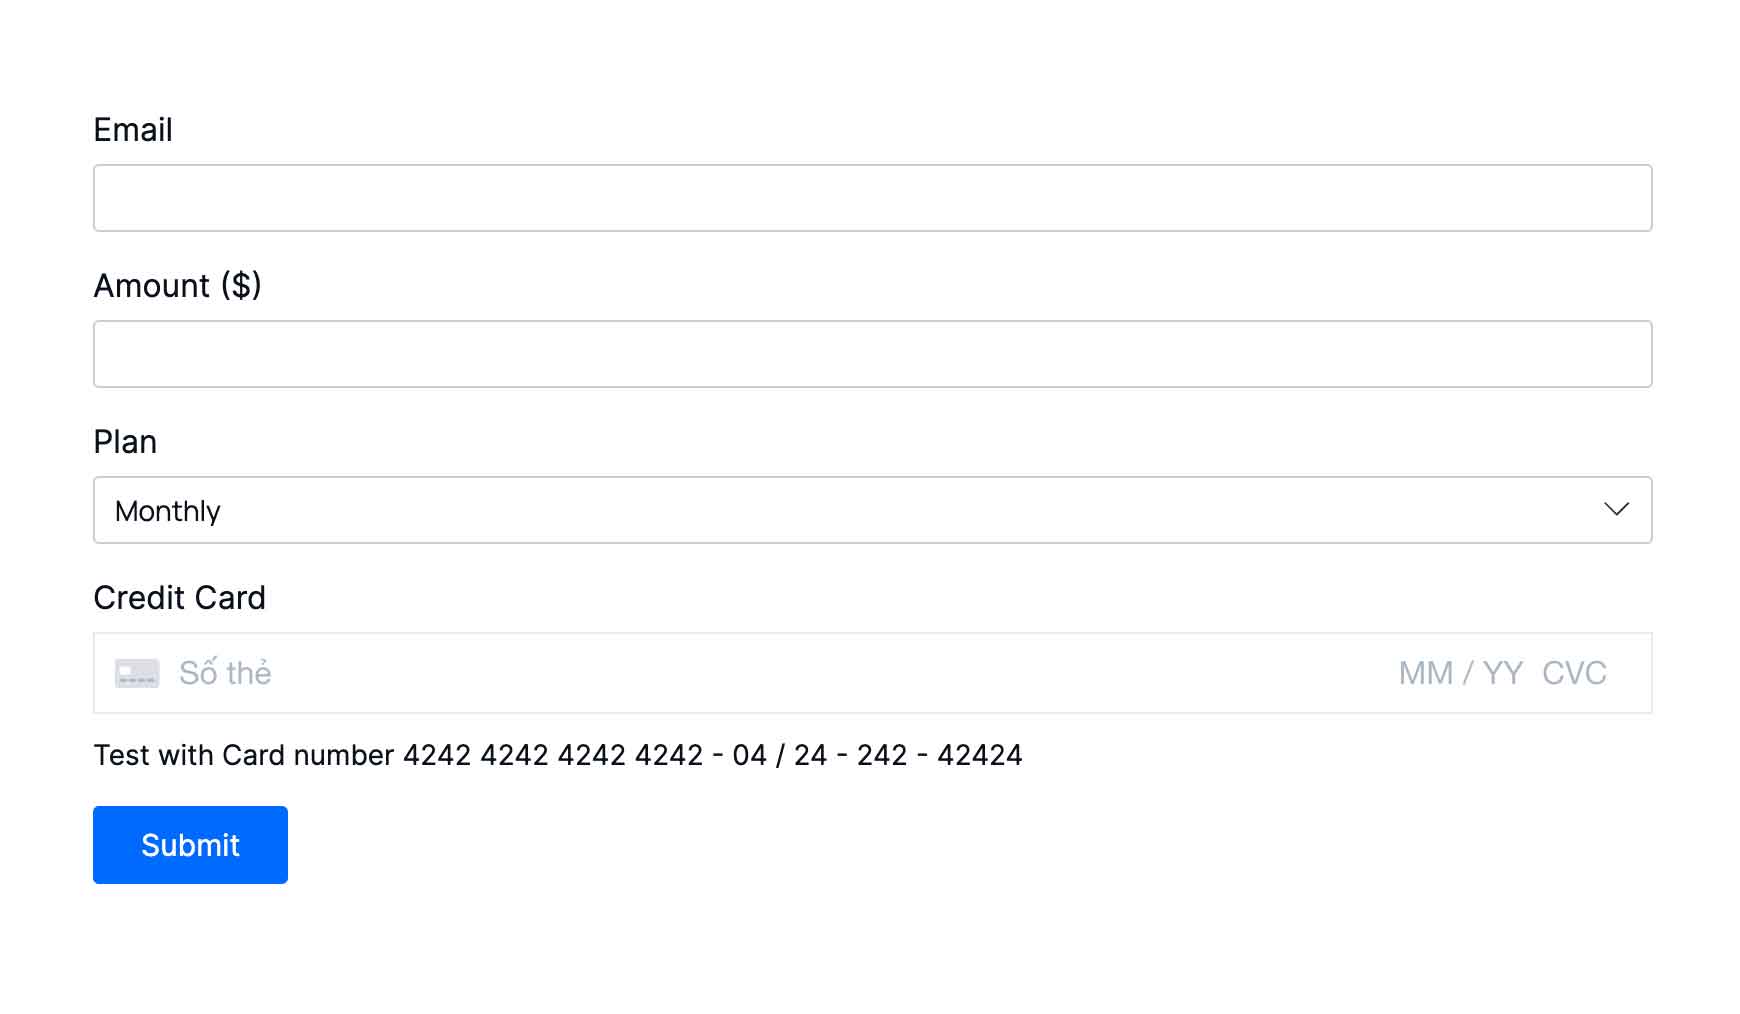 Email
Amount ($)
Plan
Monthly
Credit Card
Số thẻ MM / YY CVC
Test with Card number 4242 4242 4242 4242 - 04 / 24 - 242 - 42424
Submit